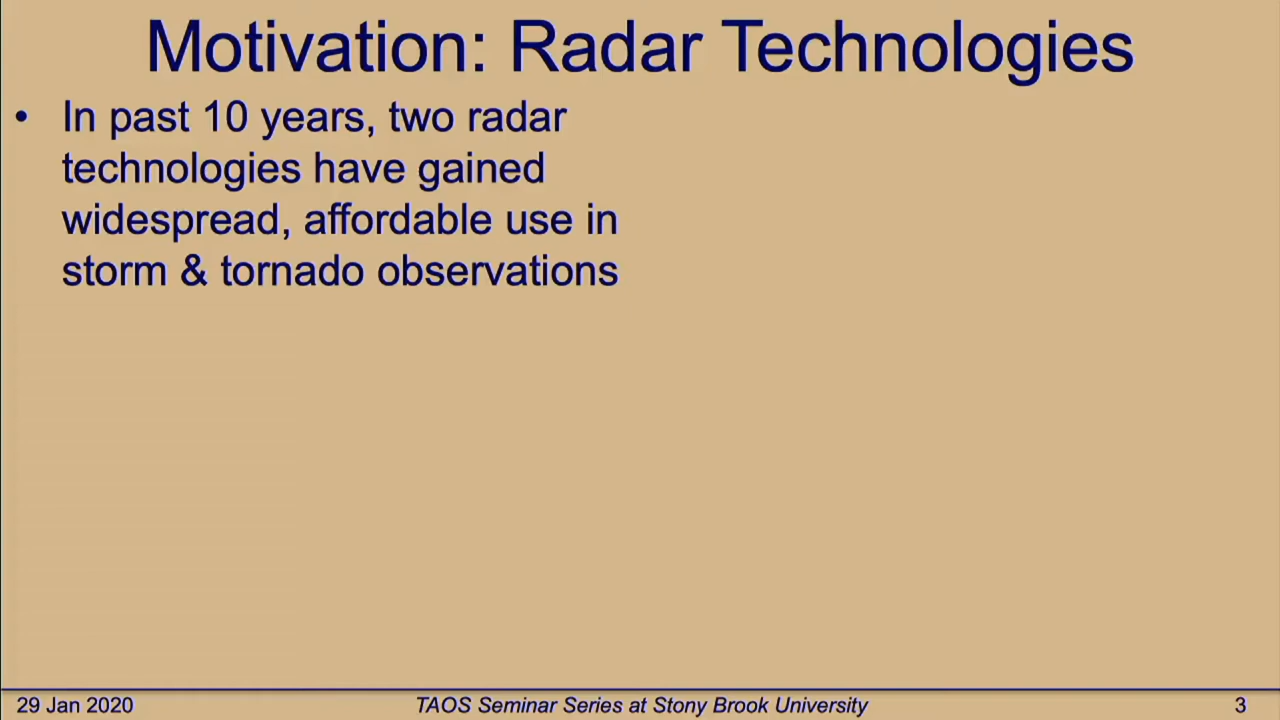 Motivation: Radar Technologies
• In past 10 years, two radar
technologies have gained
widespread, affordable use in
storm & tornado observations
29 Jan 2020
TAOS Seminar Series at Stony Brook University
3